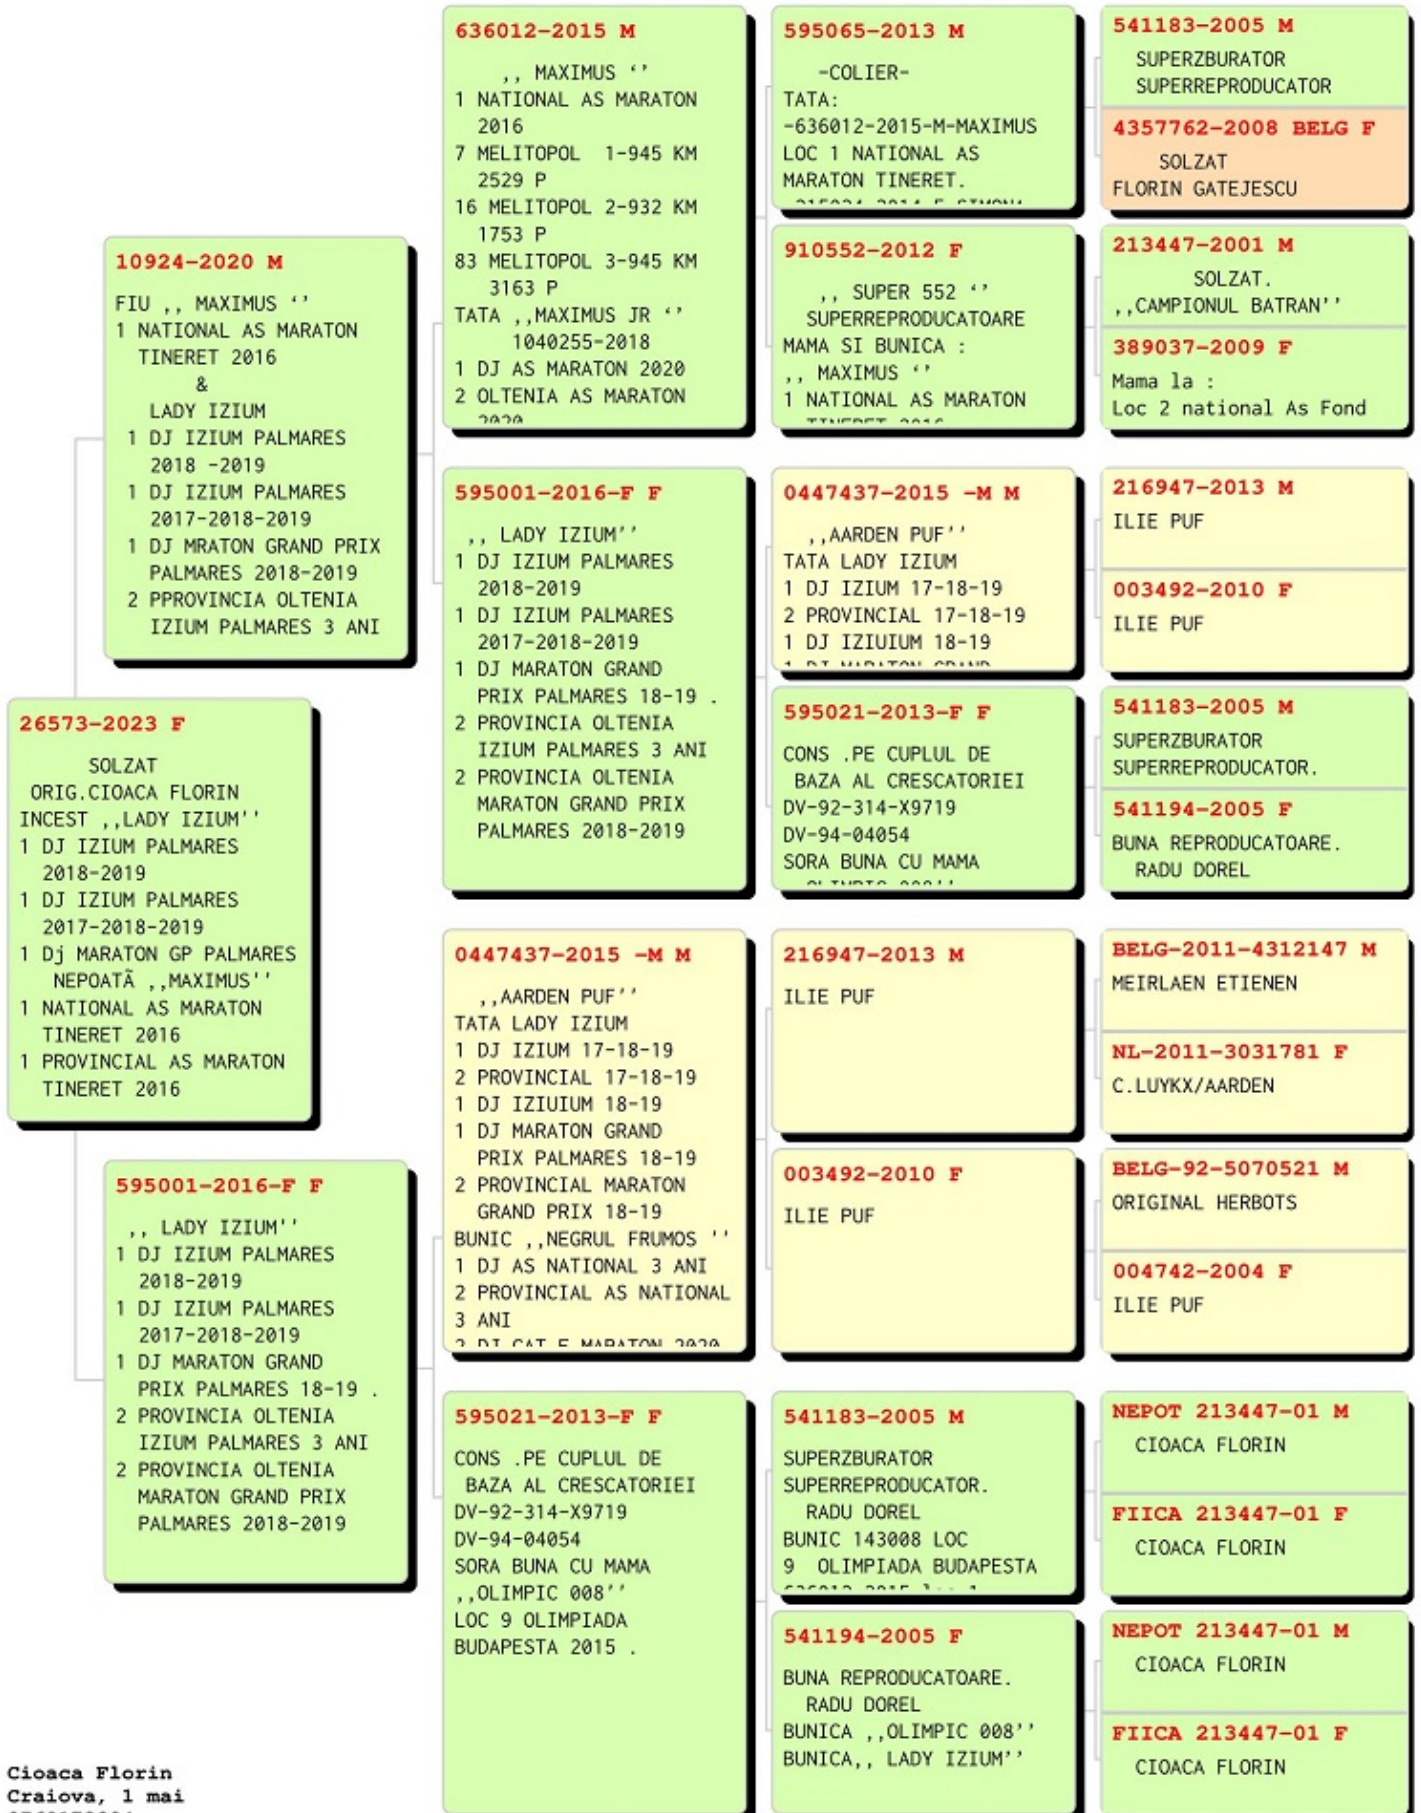 26573-2023 F
SOLZAT
ORIG.CIOACA FLORIN
INCEST ,,LADY IZIUM''
1 DJ IZIUM PALMARES
2018-2019
1 DJ IZIUM PALMARES
2017-2018-2019
1 Dj MARATON GP PALMARES
NEPOATÃ ,,MAXIMUS''
1 NATIONAL AS MARATON
TINERET 2016
1 PROVINCIAL AS MARATON
TINERET 2016
10924-2020 M
FIU ,, MAXIMUS ‘’
1 NATIONAL AS MARATON
TINERET 2016
&
LADY IZIUM
1 DJ IZIUM PALMARES
2018 -2019
1 DJ IZIUM PALMARES
2017-2018-2019
1 DJ MRATON GRAND PRIX
PALMARES 2018-2019
2 PPROVINCIA OLTENIA
IZIUM PALMARES 3 ANI
595001-2016-F F
,, LADY IZIUM''
1 DJ IZIUM PALMARES
2018-2019
1 DJ IZIUM PALMARES
2017-2018-2019
1 DJ MARATON GRAND
PRIX PALMARES 18-19 .
2 PROVINCIA OLTENIA
IZIUM PALMARES 3 ANI
2 PROVINCIA OLTENIA
MARATON GRAND PRIX
PALMARES 2018-2019
636012-2015 M
,, MAXIMUS ‘’
1 NATIONAL AS MARATON
2016
7 MELITOPOL 1-945 KM
2529 P
16 MELITOPOL 2-932 KM
1753 P
83 MELITOPOL 3-945 KM
3163 P
TATA ,,MAXIMUS JR ‘’
1040255-2018
1 DJ AS MARATON 2020
2 OLTENIA AS MARATON
2020
595001-2016-F F
,, LADY IZIUM''
1 DJ IZIUM PALMARES
2018-2019
1 DJ IZIUM PALMARES
2017-2018-2019
1 DJ MARATON GRAND
PRIX PALMARES 18-19 .
2 PROVINCIA OLTENIA
IZIUM PALMARES 3 ANI
2 PROVINCIA OLTENIA
MARATON GRAND PRIX
PALMARES 2018-2019
0447437-2015 -M M
,,AARDEN PUF''
TATA LADY IZIUM
1 DJ IZIUM 17-18-19
2 PROVINCIAL 17-18-19
1 DJ IZIUIUM 18-19
1 DJ MARATON GRAND
PRIX PALMARES 18-19
2 PROVINCIAL MARATON
GRAND PRIX 18-19
BUNIC ,,NEGRUL FRUMOS ''
1 DJ AS NATIONAL 3 ANI
2 PROVINCIAL AS NATIONAL
3 ANI
2 DJ CAT E MARATON 2020
595021-2013-F F
CONS .PE CUPLUL DE
BAZA AL CRESCATORIEI
DV-92-314-X9719
DV-94-04054
SORA BUNA CU MAMA
,,OLIMPIC 008''
LOC 9 OLIMPIADA
BUDAPESTA 2015 .
595065-2013 M
-COLIER-
TATA:
-636012-2015-M-MAXIMUS
LOC 1 NATIONAL AS
MARATON TINERET.
910552-2012 F
,, SUPER 552 ‘’
SUPERREPRODUCATOARE
MAMA SI BUNICA :
,, MAXIMUS ‘’
1 NATIONAL AS MARATON
TINERET 2016
0447437-2015 -M M
,,AARDEN PUF''
TATA LADY IZIUM
1 DJ IZIUM 17-18-19
2 PROVINCIAL 17-18-19
1 DJ IZIUIUM 18-19
1 DJ MARATON GRAND
595021-2013-F F
CONS .PE CUPLUL DE
BAZA AL CRESCATORIEI
DV-92-314-X9719
DV-94-04054
SORA BUNA CU MAMA
216947-2013 M
ILIE PUF
003492-2010 F
ILIE PUF
541183-2005 M
SUPERZBURATOR
SUPERREPRODUCATOR.
RADU DOREL
BUNIC 143008 LOC
9 OLIMPIADA BUDAPESTA
541194-2005 F
BUNA REPRODUCATOARE.
RADU DOREL
BUNICA ,,OLIMPIC 008''
BUNICA,, LADY IZIUM''
541183-2005 M
SUPERZBURATOR
SUPERREPRODUCATOR
4357762-2008 BELG F
SOLZAT
FLORIN GATEJESCU
213447-2001 M
SOLZAT.
,,CAMPIONUL BATRAN''
389037-2009 F
Mama la :
Loc 2 national As Fond
216947-2013 M
ILIE PUF
003492-2010 F
ILIE PUF
541183-2005 M
SUPERZBURATOR
SUPERREPRODUCATOR.
541194-2005 F
BUNA REPRODUCATOARE.
RADU DOREL
BELG-2011-4312147 M
MEIRLAEN ETIENEN
NL-2011-3031781 F
C.LUYKX/AARDEN
BELG-92-5070521 M
ORIGINAL HERBOTS
004742-2004 F
ILIE PUF
NEPOT 213447-01 M
CIOACA FLORIN
FIICA 213447-01 F
CIOACA FLORIN
NEPOT 213447-01 M
CIOACA FLORIN
FIICA 213447-01 F
CIOACA FLORIN
Cioaca Florin
Craiova, 1 mai